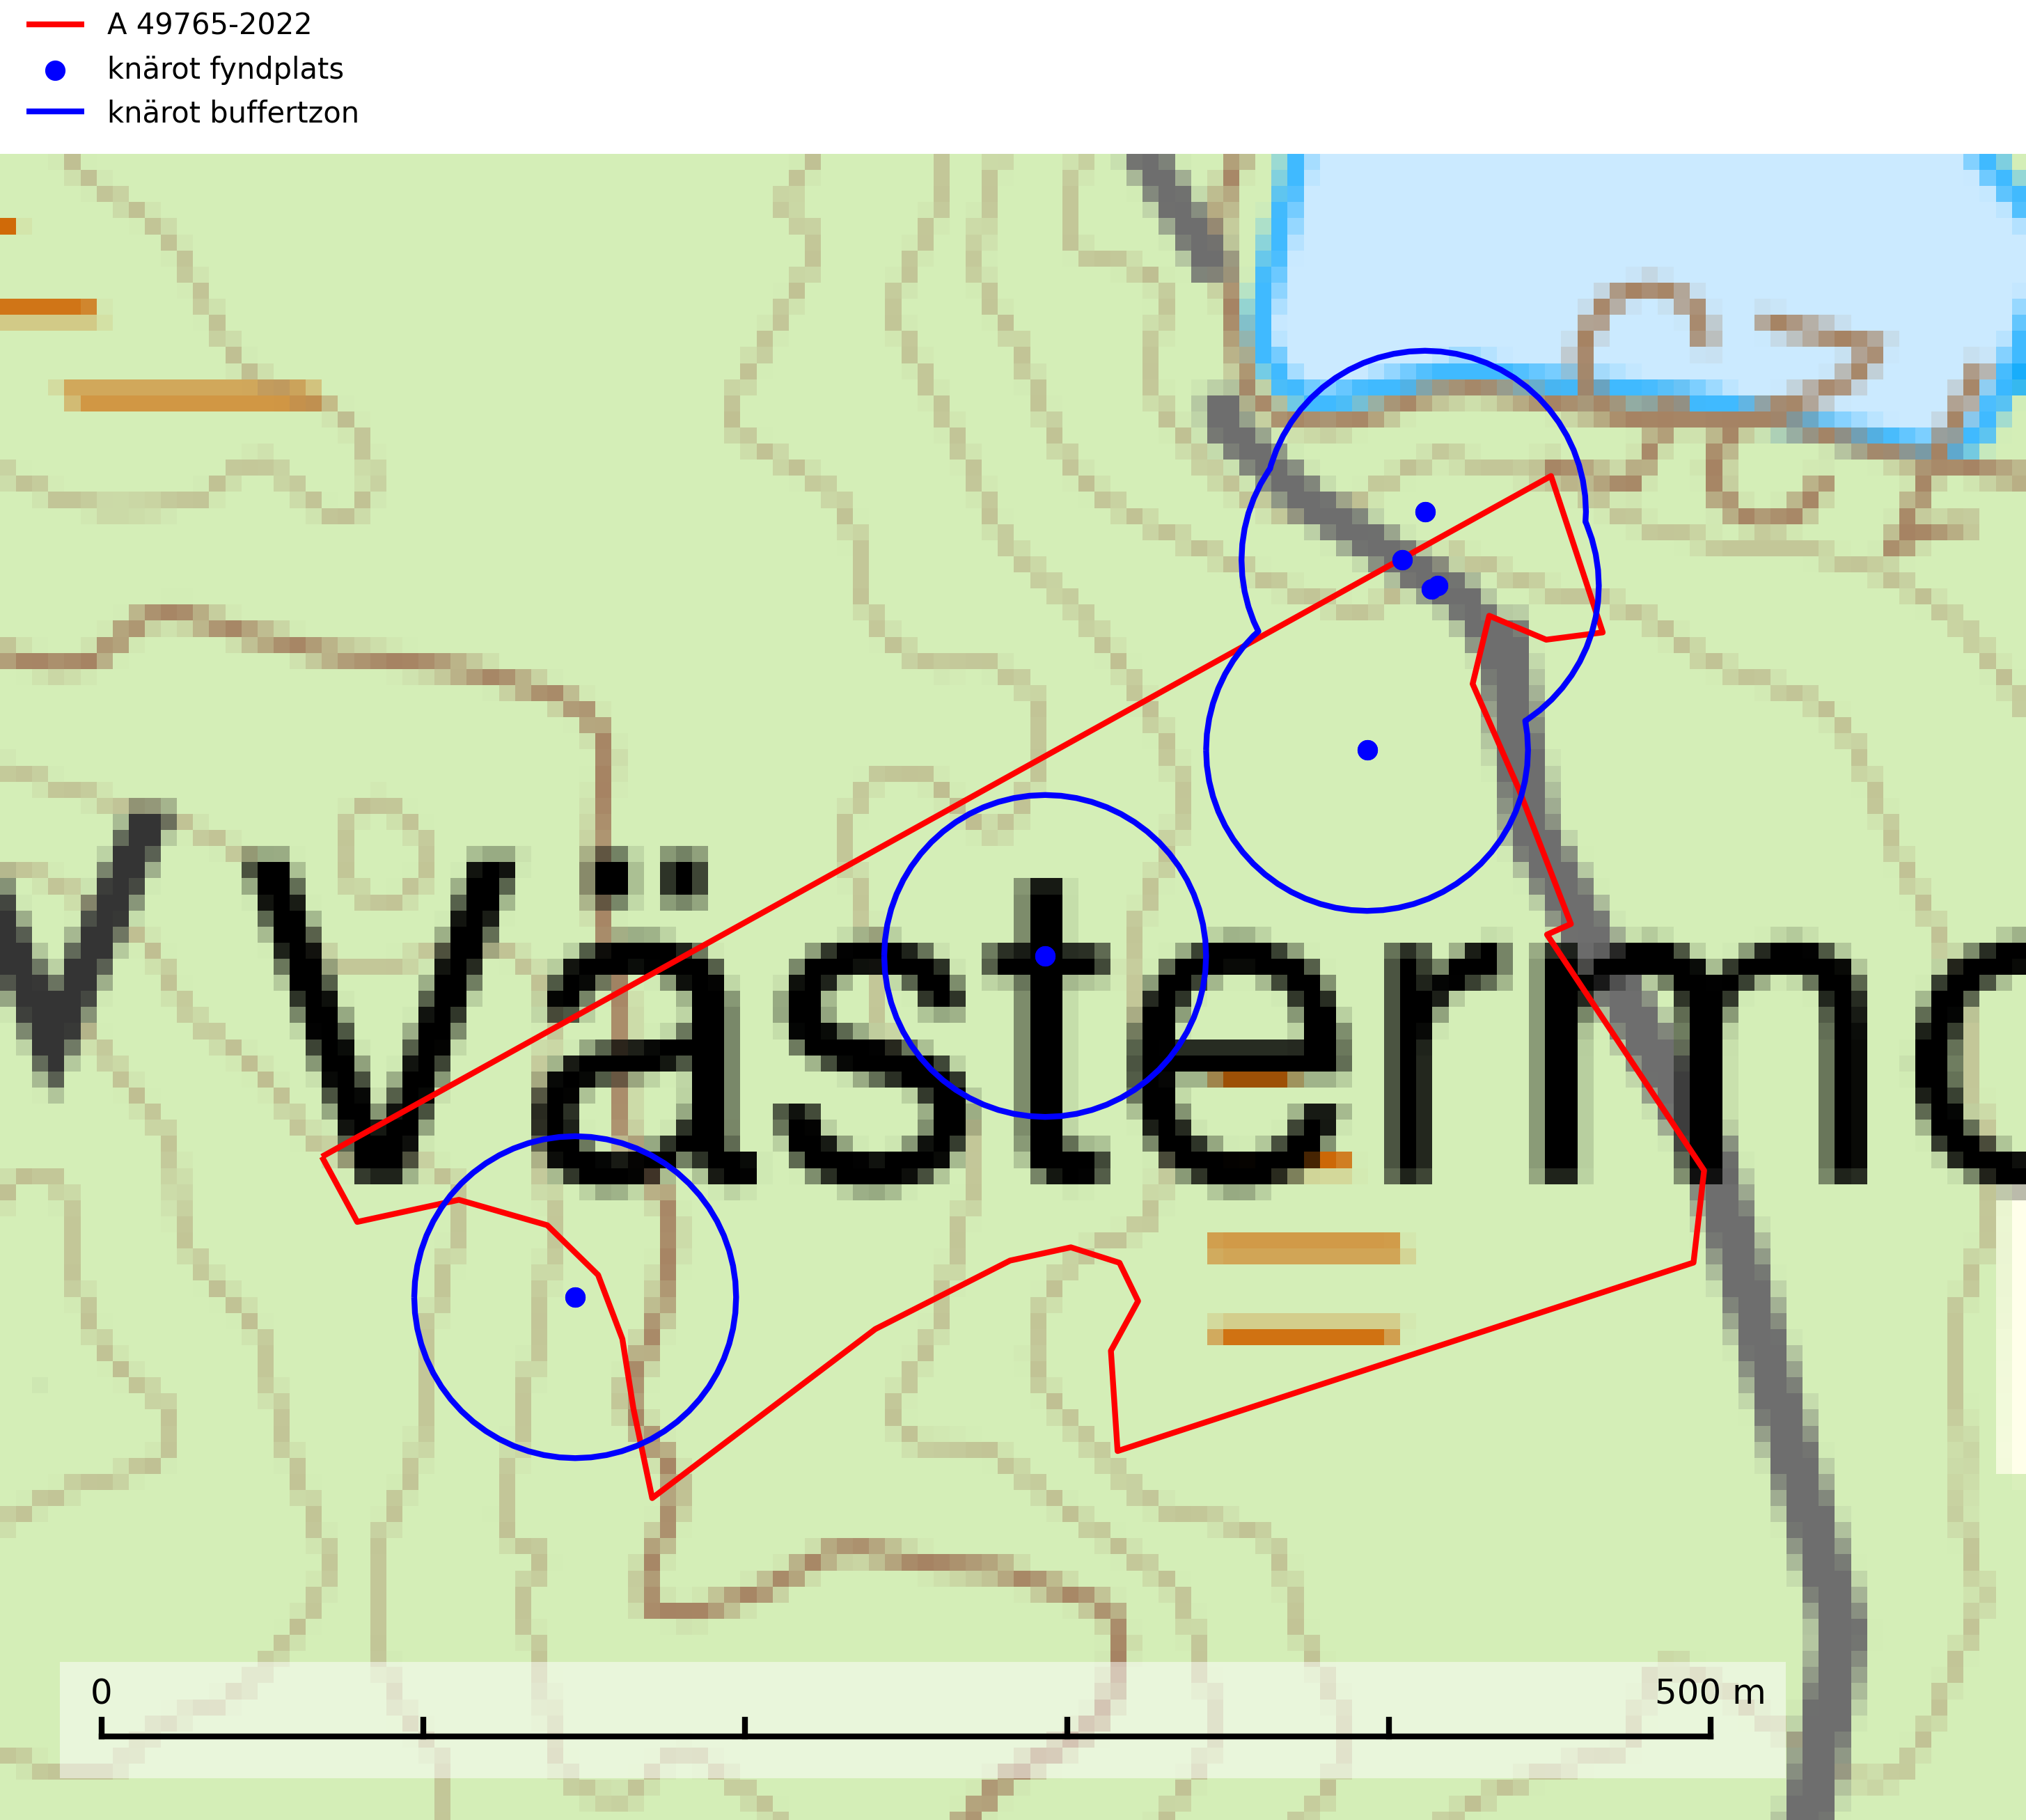 A 49765-2022
knärot fyndplats
knärot buffertzon
Västerm
0 500 m